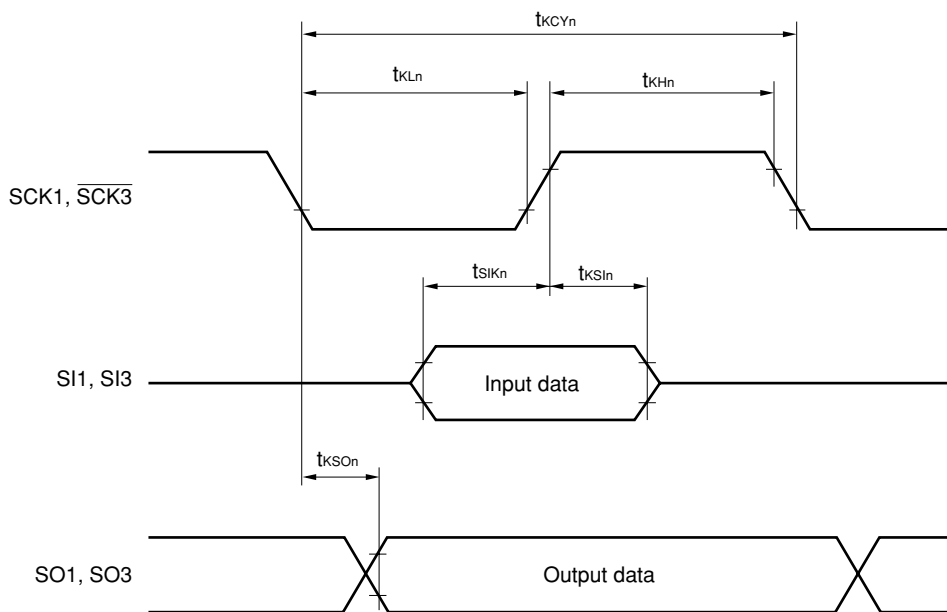 tKCYn
tKLn
tKHn
SCK1, SCK3
tSIKn
tKSIn
SI1, SI3
Input data
tKSOn
SO1, SO3
Output data